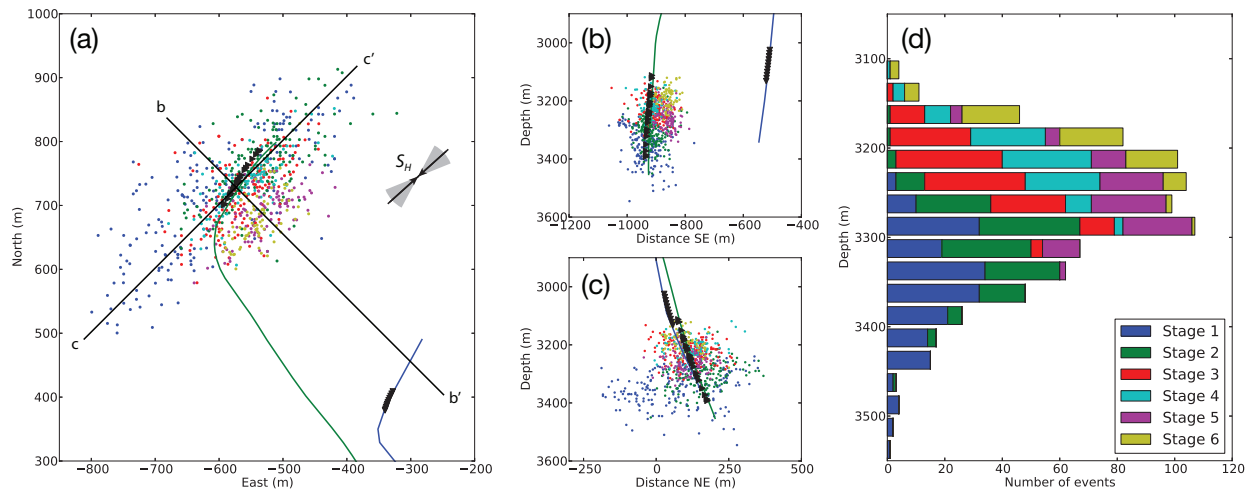 (a)
1000
900
800
700
600
500
400
300
North (m)
−800
−700
−600
−500
−400
−300
−200
East (m)
c'
b
S_H
c
b'
(b)
3000
3200
3400
3600
Depth (m)
−1200
−1000
−800
−600
−400
Distance SE (m)
(c)
3000
3200
3400
3600
Depth (m)
−250
0
250
500
Distance NE (m)
(d)
3100
3200
3300
3400
3500
Depth (m)
0
20
40
60
80
100
120
Number of events
Stage 1
Stage 2
Stage 3
Stage 4
Stage 5
Stage 6